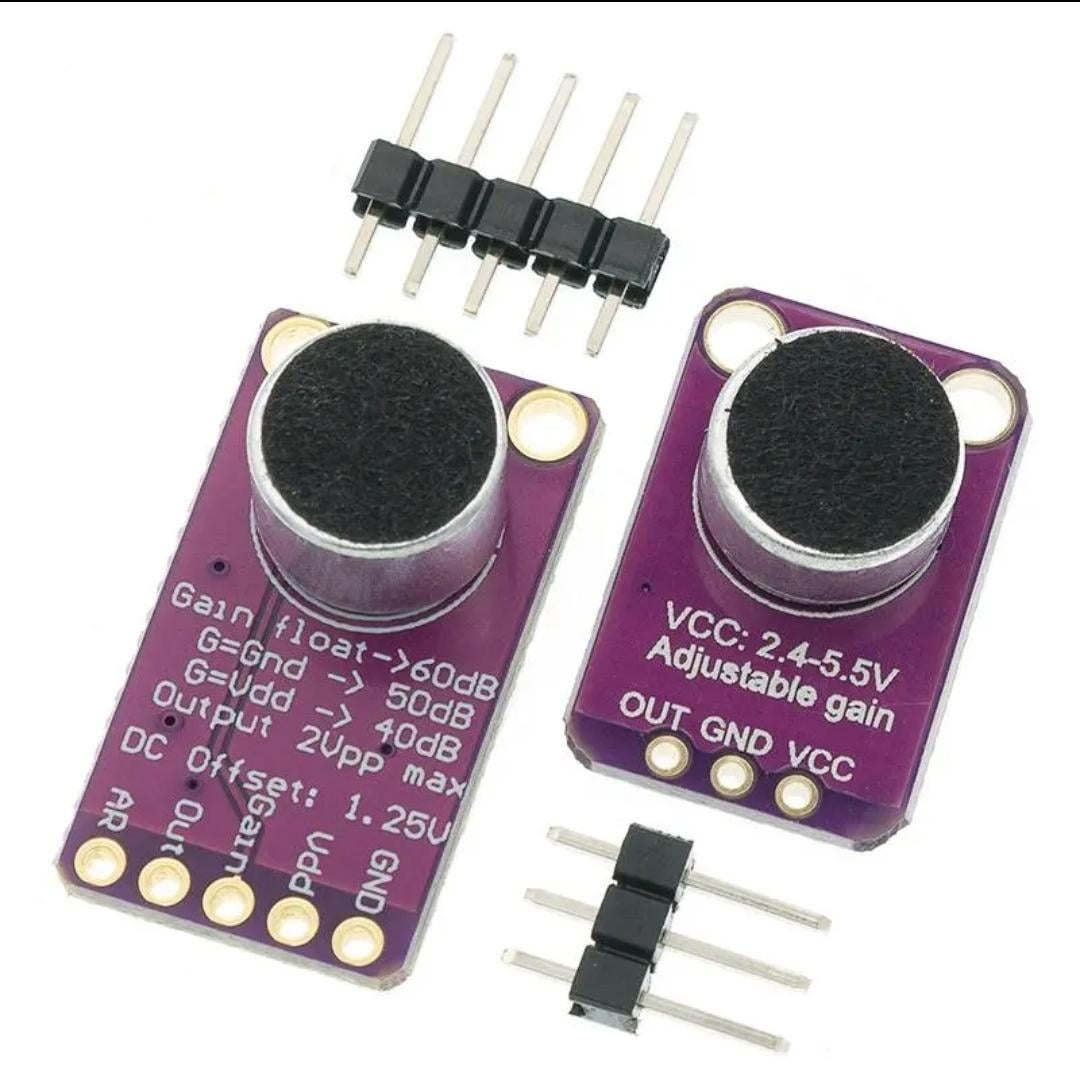 Gain float->60dB
G=Gnd -> 50dB
G=Vdd -> 40dB
Output 2Vpp max
DC Offset: 1.25V
AR
Out
Gain
Vdd
GND
VCC: 2.4-5.5V
Adjustable gain
OUT GND VCC